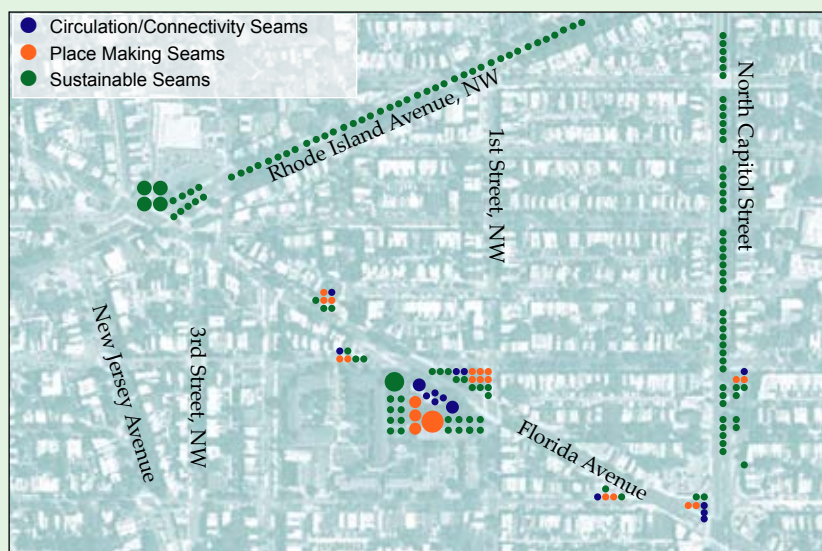 Circulation/Connectivity Seams
Place Making Seams
Sustainable Seams
Rhode Island Avenue, NW
1st Street, NW
North Capitol Street
New Jersey Avenue
3rd Street, NW
Florida Avenue